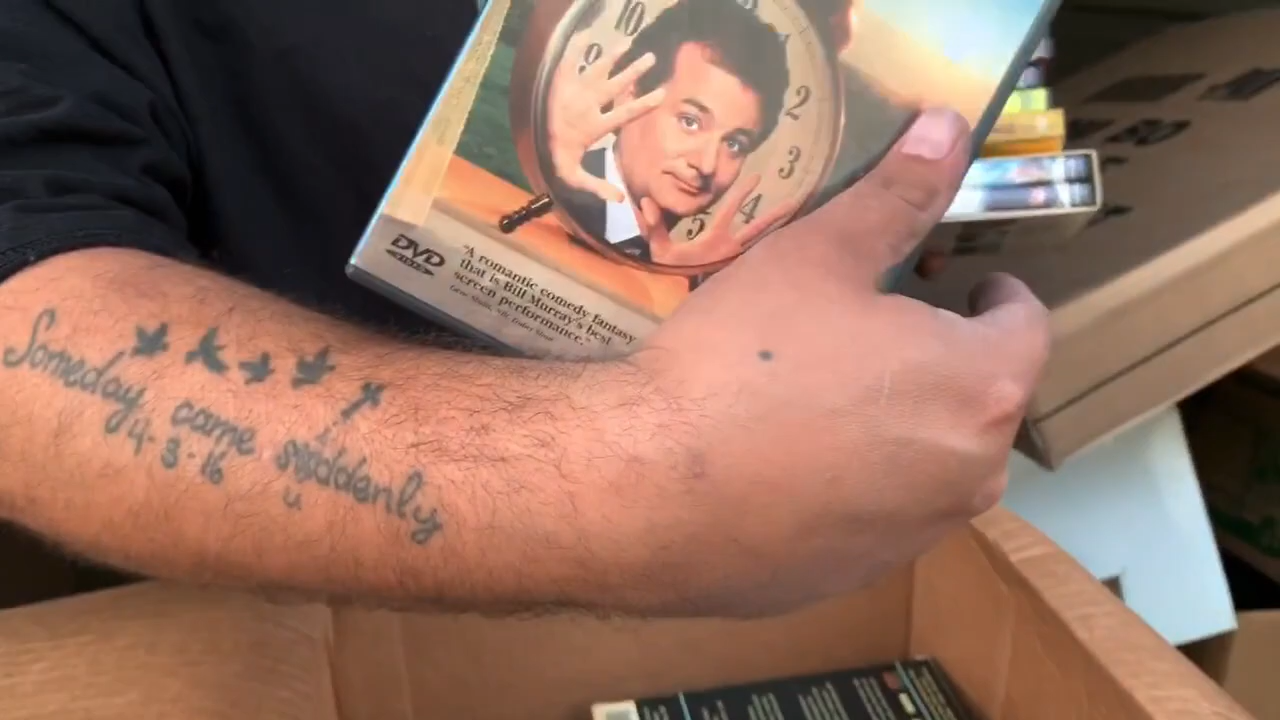 10
9
2
3
4
5
DVD
VIDEO
"A romantic comedy fantasy
that is Bill Murray's best
screen performance."
Someday came suddenly
4·3·16
u